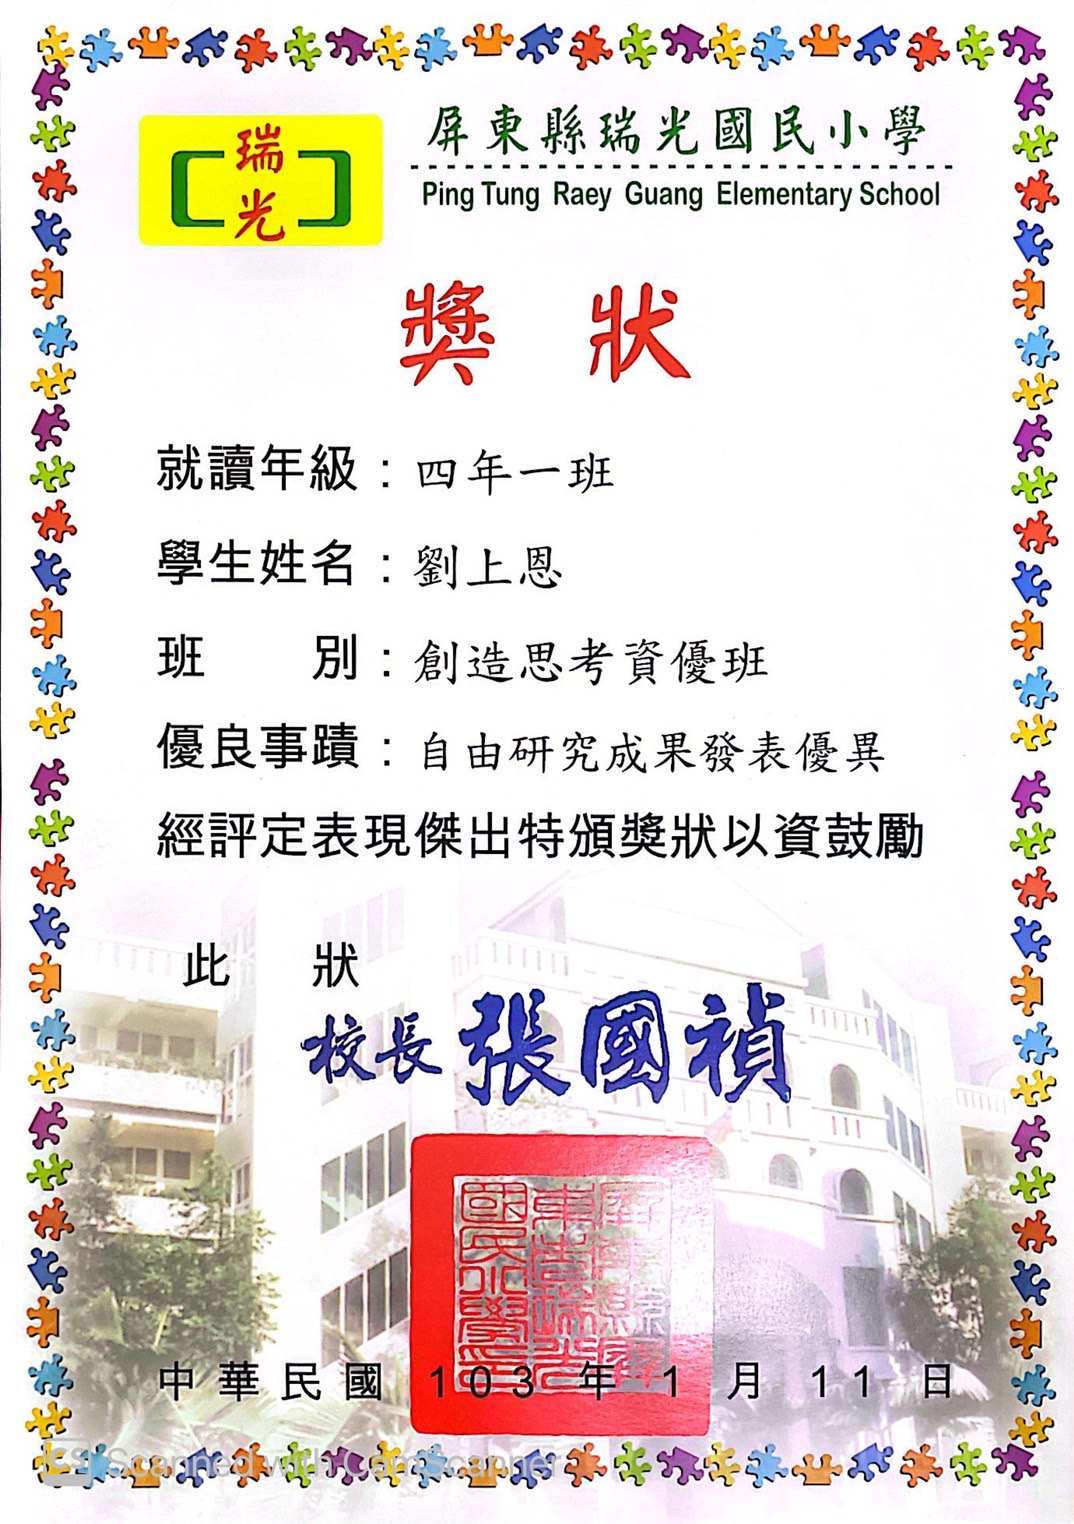 瑞光
屏東縣瑞光國民小學
Ping Tung Raey Guang Elementary School
獎 狀
就讀年級：四年一班
學生姓名：劉上恩
班 別：創造思考資優班
優良事蹟：自由研究成果發表優異
經評定表現傑出特頒獎狀以資鼓勵
此 狀
校長 張國禎
中華民國 103 年 1 月 11 日
CS Scanned with CamScanner